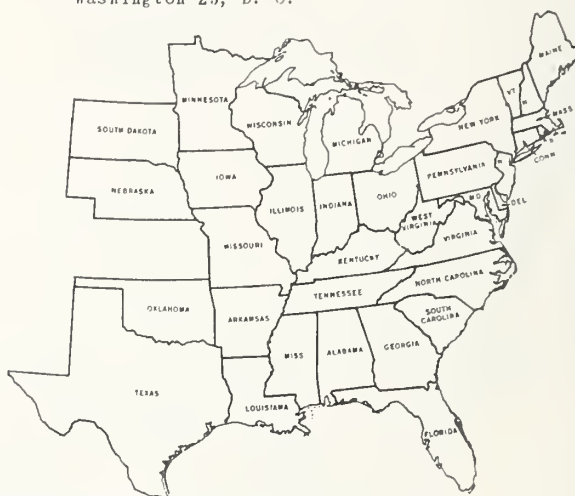 Washington 25, D. C.
MAINE
MINNESOTA
VT
MASS
SOUTH DAKOTA
WISCONSIN
NEW YORK
MICHIGAN
CONN
IOWA
PENNSYLVANIA
NEBRASKA
OHIO
MD
DEL
ILLINOIS
INDIANA
WEST
VIRGINIA
VIRGINIA
MISSOURI
KENTUCKY
NORTH CAROLINA
TENNESSEE
OKLAHOMA
ARKANSAS
SOUTH
CAROLINA
MISS
ALABAMA
GEORGIA
TEXAS
LOUISIANA
FLORIDA